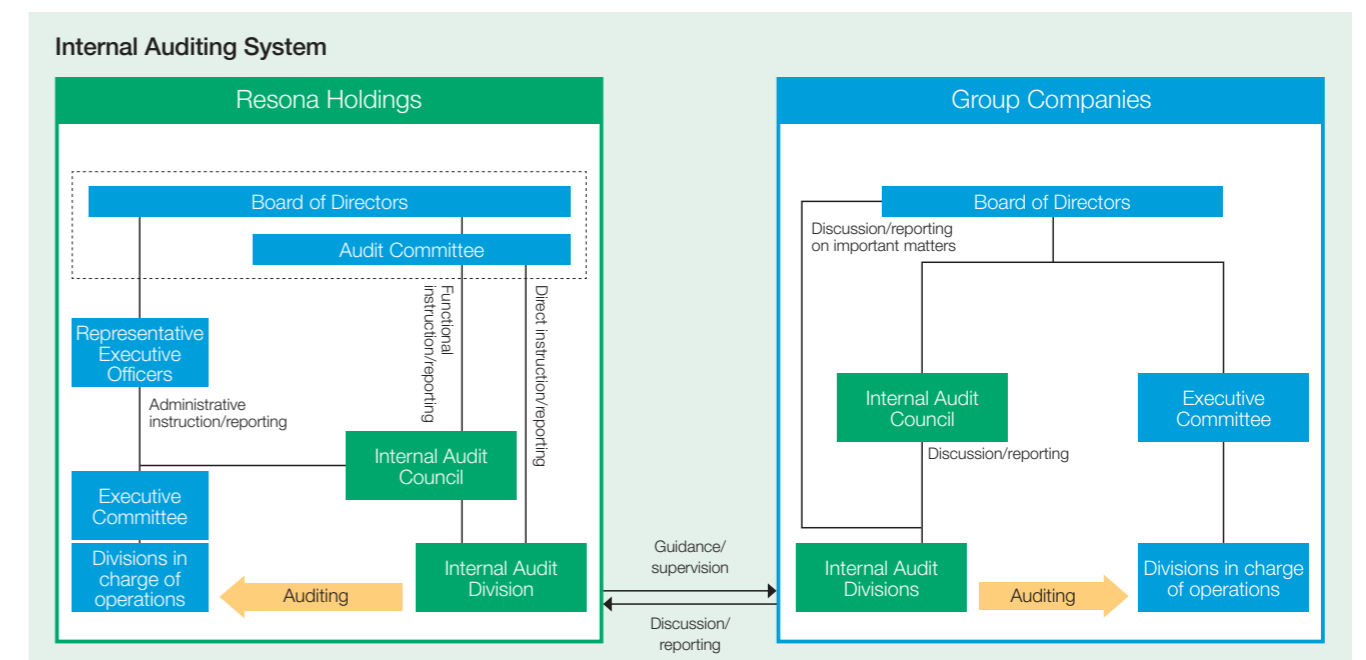 Internal Auditing System
Resona Holdings
Board of Directors
Audit Committee
Functional
instruction/reporting
Direct instruction/reporting
Representative
Executive
Officers
Administrative
instruction/reporting
Internal Audit
Council
Executive
Committee
Divisions in
charge of
operations
Auditing
Internal Audit
Division
Guidance/
supervision
Discussion/
reporting
Group Companies
Board of Directors
Discussion/reporting
on important matters
Internal Audit
Council
Executive
Committee
Discussion/reporting
Internal Audit
Divisions
Auditing
Divisions in charge
of operations